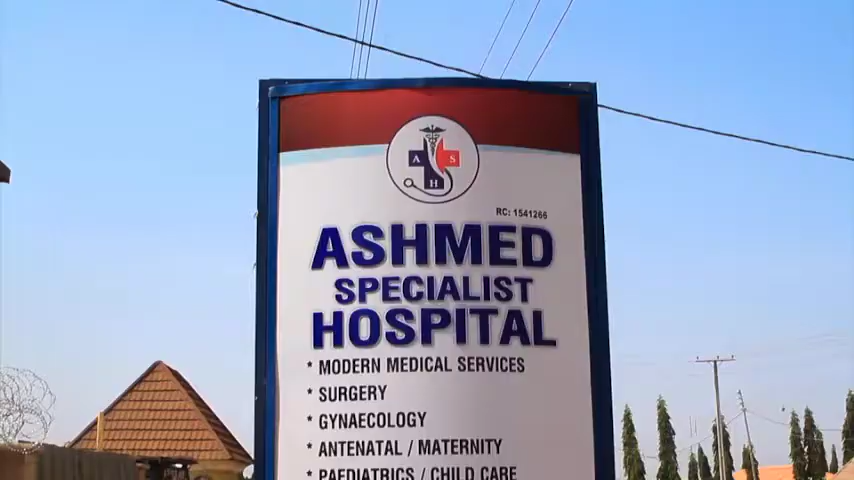 A S
H
RC: 1541266
ASHMED
SPECIALIST
HOSPITAL
* MODERN MEDICAL SERVICES
* SURGERY
* GYNAECOLOGY
* ANTENATAL / MATERNITY
* PAEDIATRICS / CHILD CARE